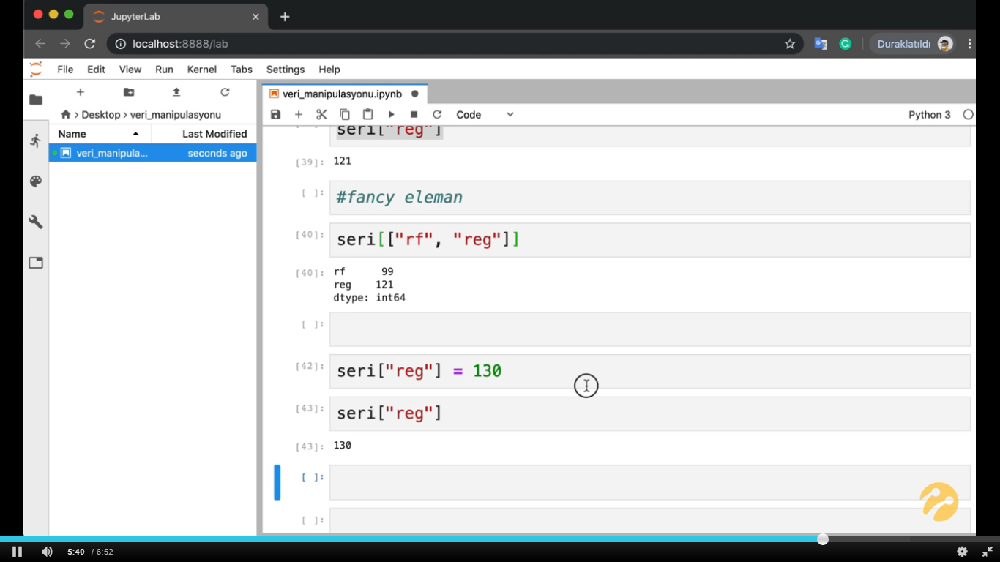 JupyterLab
localhost:8888/lab
Duraklatıldı
File Edit View Run Kernel Tabs Settings Help
veri_manipulasyonu.ipynb
Desktop > veri_manipulasyonu
Code
Python 3
Name Last Modified
veri_manipula... seconds ago
seri["reg"]
[39]: 121
[ ]: #fancy eleman
[40]: seri[["rf", "reg"]]
[40]: rf 99
reg 121
dtype: int64
[ ]:
[42]: seri["reg"] = 130
[43]: seri["reg"]
[43]: 130
[ ]:
[ ]:
5:40 / 6:52